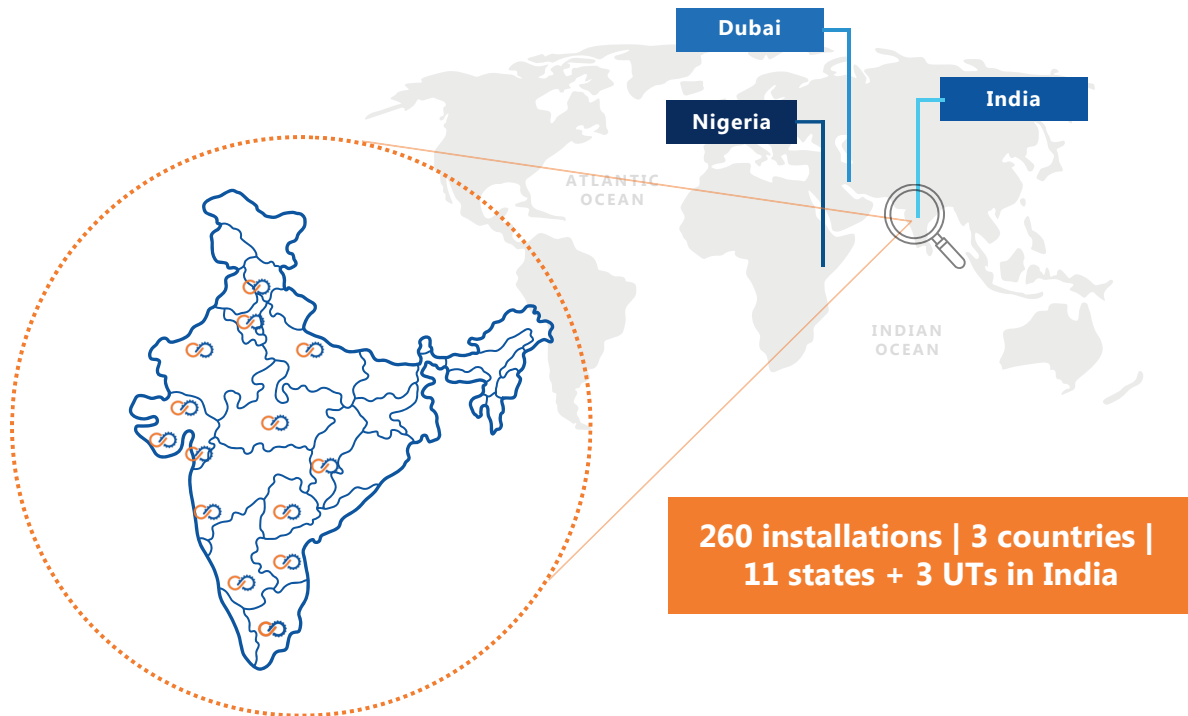 Dubai
India
Nigeria
ATLANTIC
OCEAN
INDIAN
OCEAN
260 installations | 3 countries |
11 states + 3 UTs in India